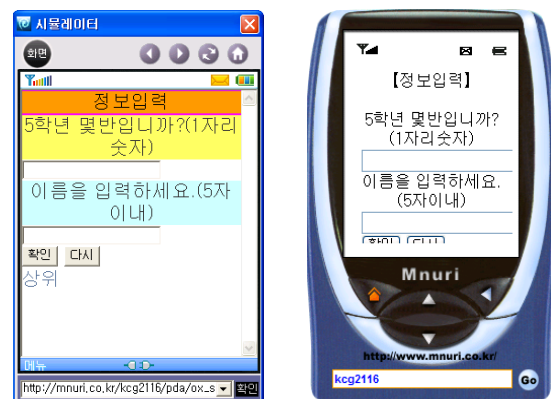 시뮬레이터
화면
정보입력
5학년 몇반입니까?(1자리
숫자)
이름을 입력하세요.(5자
이내)
확인 다시
상위
메뉴
http://mnuri.co.kr/kcg2116/pda/ox_s 확인
【정보입력】
5학년 몇반입니까?
(1자리 숫자)
이름을 입력하세요.
(5자이내)
확인 다시
Mnuri
http://www.mnuri.co.kr/
kcg2116 Go